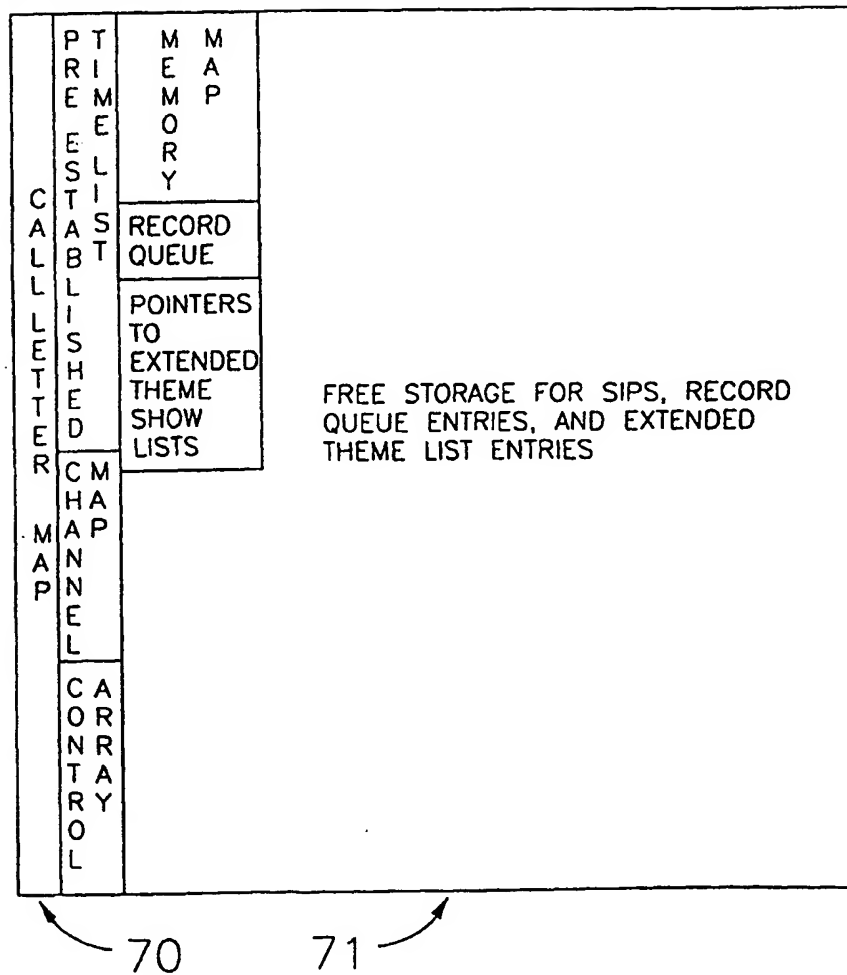 CALL LETTER MAP
PRE ESTABLISHED
TIME LIST
CHANNEL
MAP
CONTROL
ARRAY
MEMORY
MAP
RECORD
QUEUE
POINTERS
TO
EXTENDED
THEME
SHOW
LISTS
FREE STORAGE FOR SIPS, RECORD
QUEUE ENTRIES, AND EXTENDED
THEME LIST ENTRIES
70
71